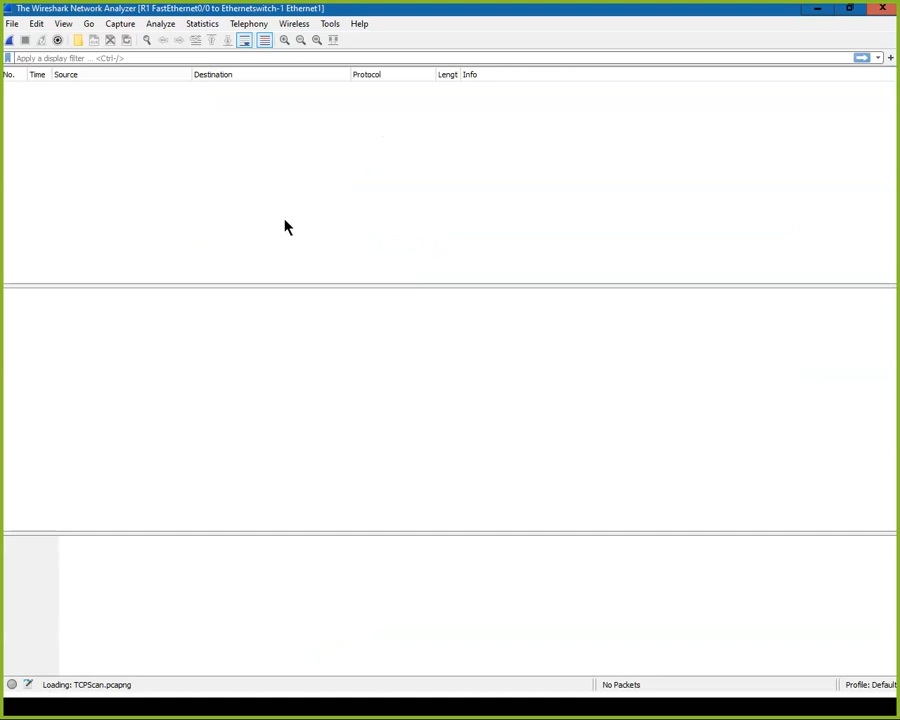 The Wireshark Network Analyzer [R1 FastEthernet0/0 to Ethernetswitch-1 Ethernet1]
File Edit View Go Capture Analyze Statistics Telephony Wireless Tools Help
Apply a display filter ... <Ctrl-/>
No. Time Source Destination Protocol Lengt Info
Loading: TCPScan.pcapng No Packets Profile: Default